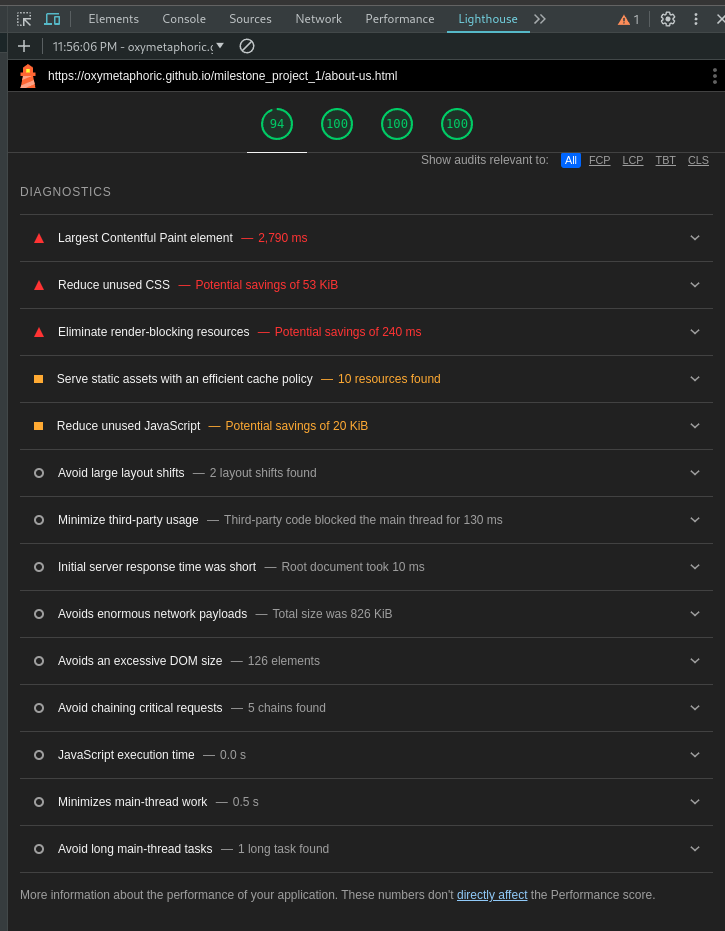 Elements Console Sources Network Performance Lighthouse 1
11:56:06 PM - oxymetaphoric.g
https://oxymetaphoric.github.io/milestone_project_1/about-us.html
94 100 100 100
Show audits relevant to: All FCP LCP TBT CLS
DIAGNOSTICS
Largest Contentful Paint element — 2,790 ms
Reduce unused CSS — Potential savings of 53 KiB
Eliminate render-blocking resources — Potential savings of 240 ms
Serve static assets with an efficient cache policy — 10 resources found
Reduce unused JavaScript — Potential savings of 20 KiB
Avoid large layout shifts — 2 layout shifts found
Minimize third-party usage — Third-party code blocked the main thread for 130 ms
Initial server response time was short — Root document took 10 ms
Avoids enormous network payloads — Total size was 826 KiB
Avoids an excessive DOM size — 126 elements
Avoid chaining critical requests — 5 chains found
JavaScript execution time — 0.0 s
Minimizes main-thread work — 0.5 s
Avoid long main-thread tasks — 1 long task found
More information about the performance of your application. These numbers don't directly affect the Performance score.